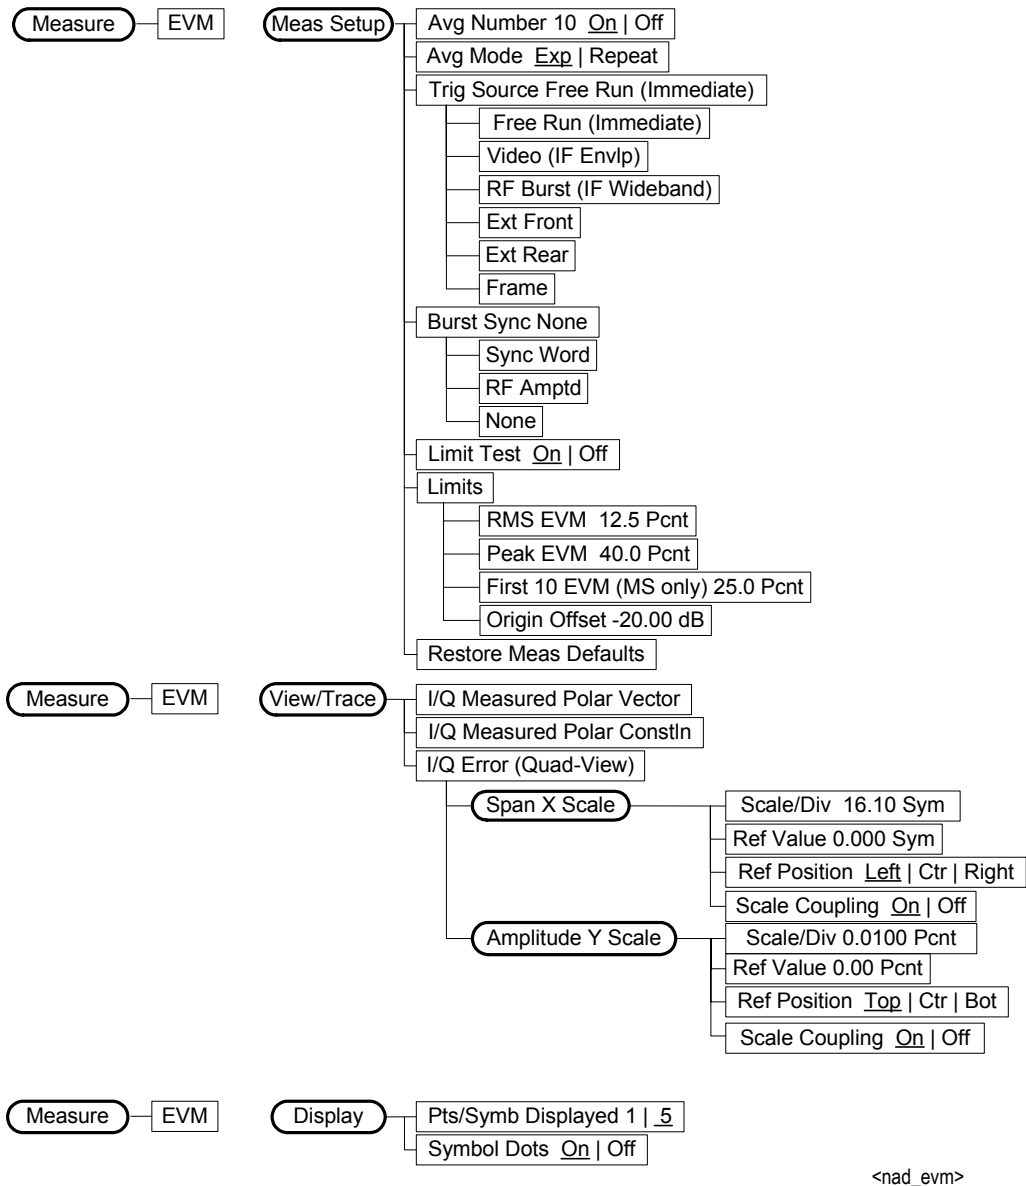 Measure EVM Meas Setup Avg Number 10 On | Off
Avg Mode Exp | Repeat
Trig Source Free Run (Immediate)
Free Run (Immediate)
Video (IF Envlp)
RF Burst (IF Wideband)
Ext Front
Ext Rear
Frame
Burst Sync None
Sync Word
RF Amptd
None
Limit Test On | Off
Limits
RMS EVM 12.5 Pcnt
Peak EVM 40.0 Pcnt
First 10 EVM (MS only) 25.0 Pcnt
Origin Offset -20.00 dB
Restore Meas Defaults
Measure EVM View/Trace I/Q Measured Polar Vector
I/Q Measured Polar Constln
I/Q Error (Quad-View)
Span X Scale Scale/Div 16.10 Sym
Ref Value 0.000 Sym
Ref Position Left | Ctr | Right
Scale Coupling On | Off
Amplitude Y Scale Scale/Div 0.0100 Pcnt
Ref Value 0.00 Pcnt
Ref Position Top | Ctr | Bot
Scale Coupling On | Off
Measure EVM Display Pts/Symb Displayed 1 | 5
Symbol Dots On | Off
<nad_evm>